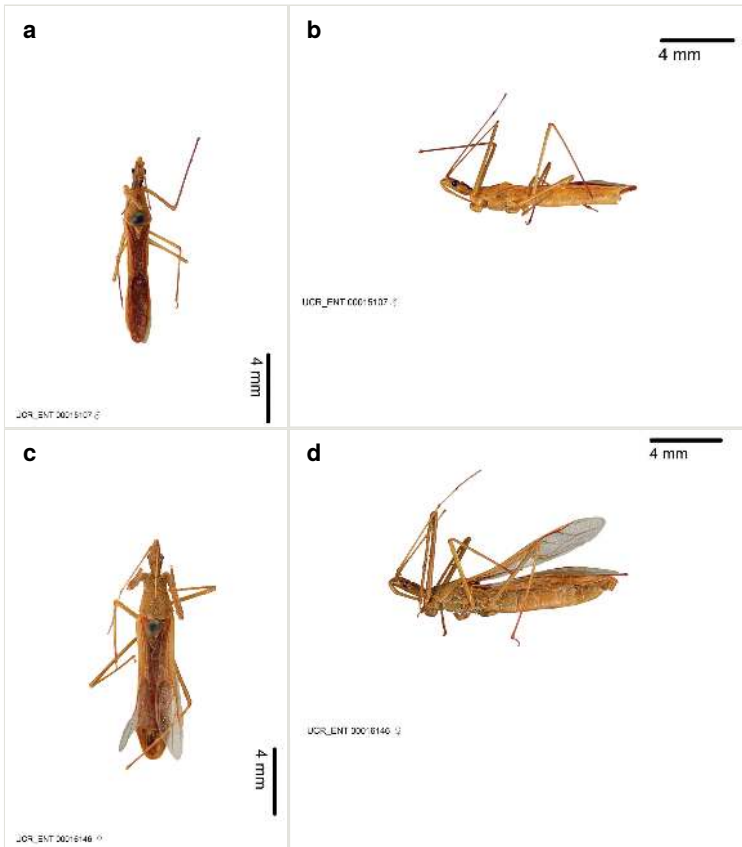 a
b
4 mm
UCR_ENT 00015107 ♂
4 mm
UCR_ENT 00015107 ♂
c
d
4 mm
UCR_ENT 00016146 ♀
4 mm
UCR_ENT 00016146 ♀